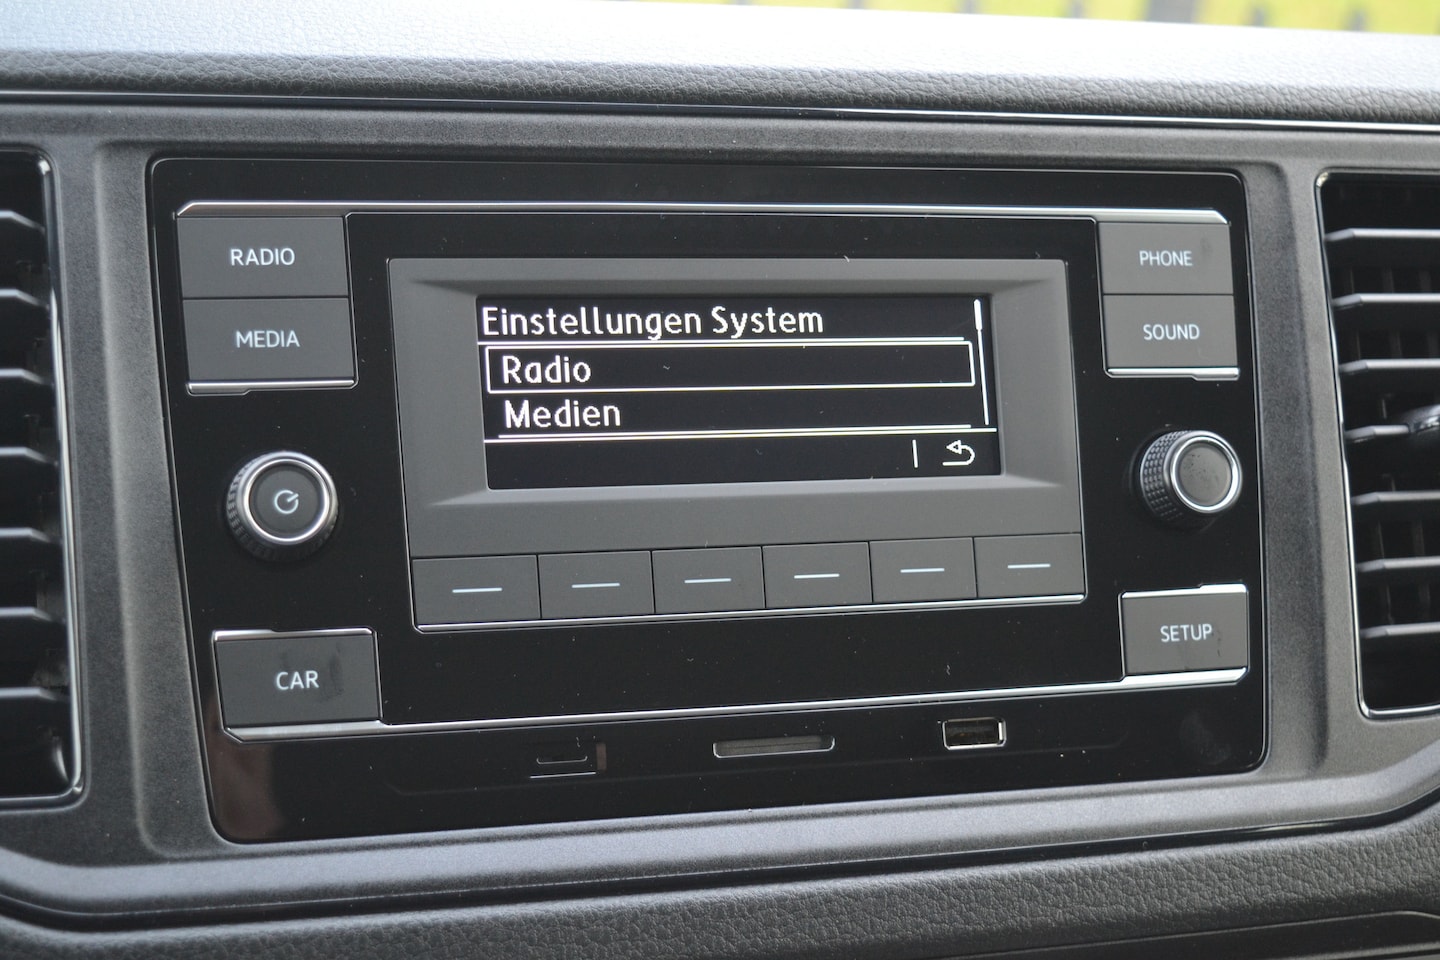 RADIO
MEDIA
Einstellungen System
Radio
Medien
PHONE
SOUND
CAR
SETUP